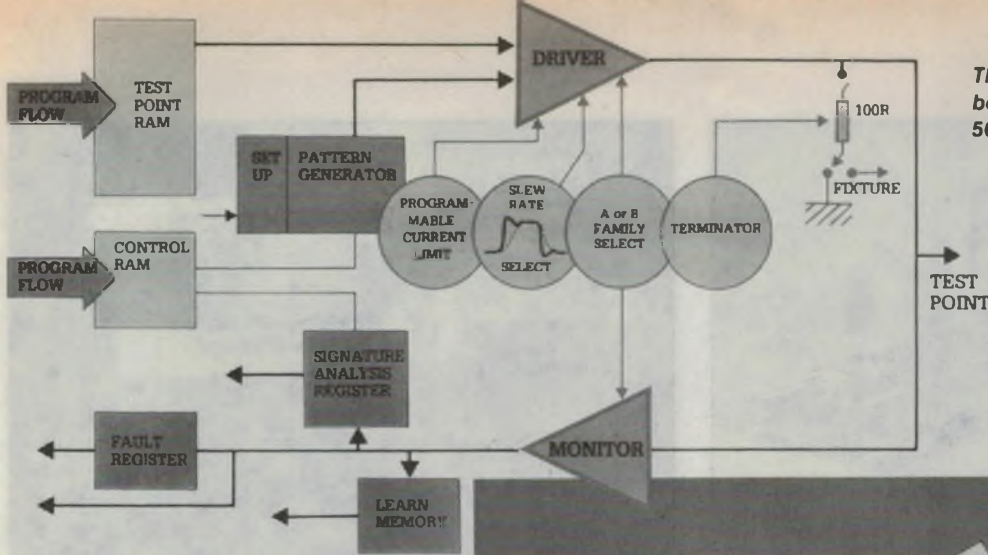 PROGRAM
FLOW
TEST
POINT
RAM
DRIVER
100R
FIXTURE
SET
UP
PATTERN
GENERATOR
PROGRAM-
MABLE
CURRENT
LIMIT
SLEW
RATE
SELECT
A or B
FAMILY
SELECT
TERMINATOR
PROGRAM
FLOW
CONTROL
RAM
TEST
POINT
SIGNATURE
ANALYSIS
REGISTER
FAULT
REGISTER
MONITOR
LEARN
MEMORY